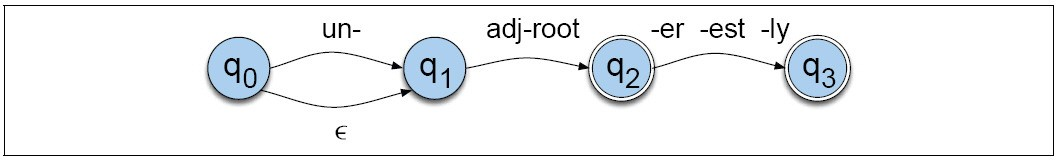 un- adj-root -er -est -ly
q0 q1 q2 q3
ϵ